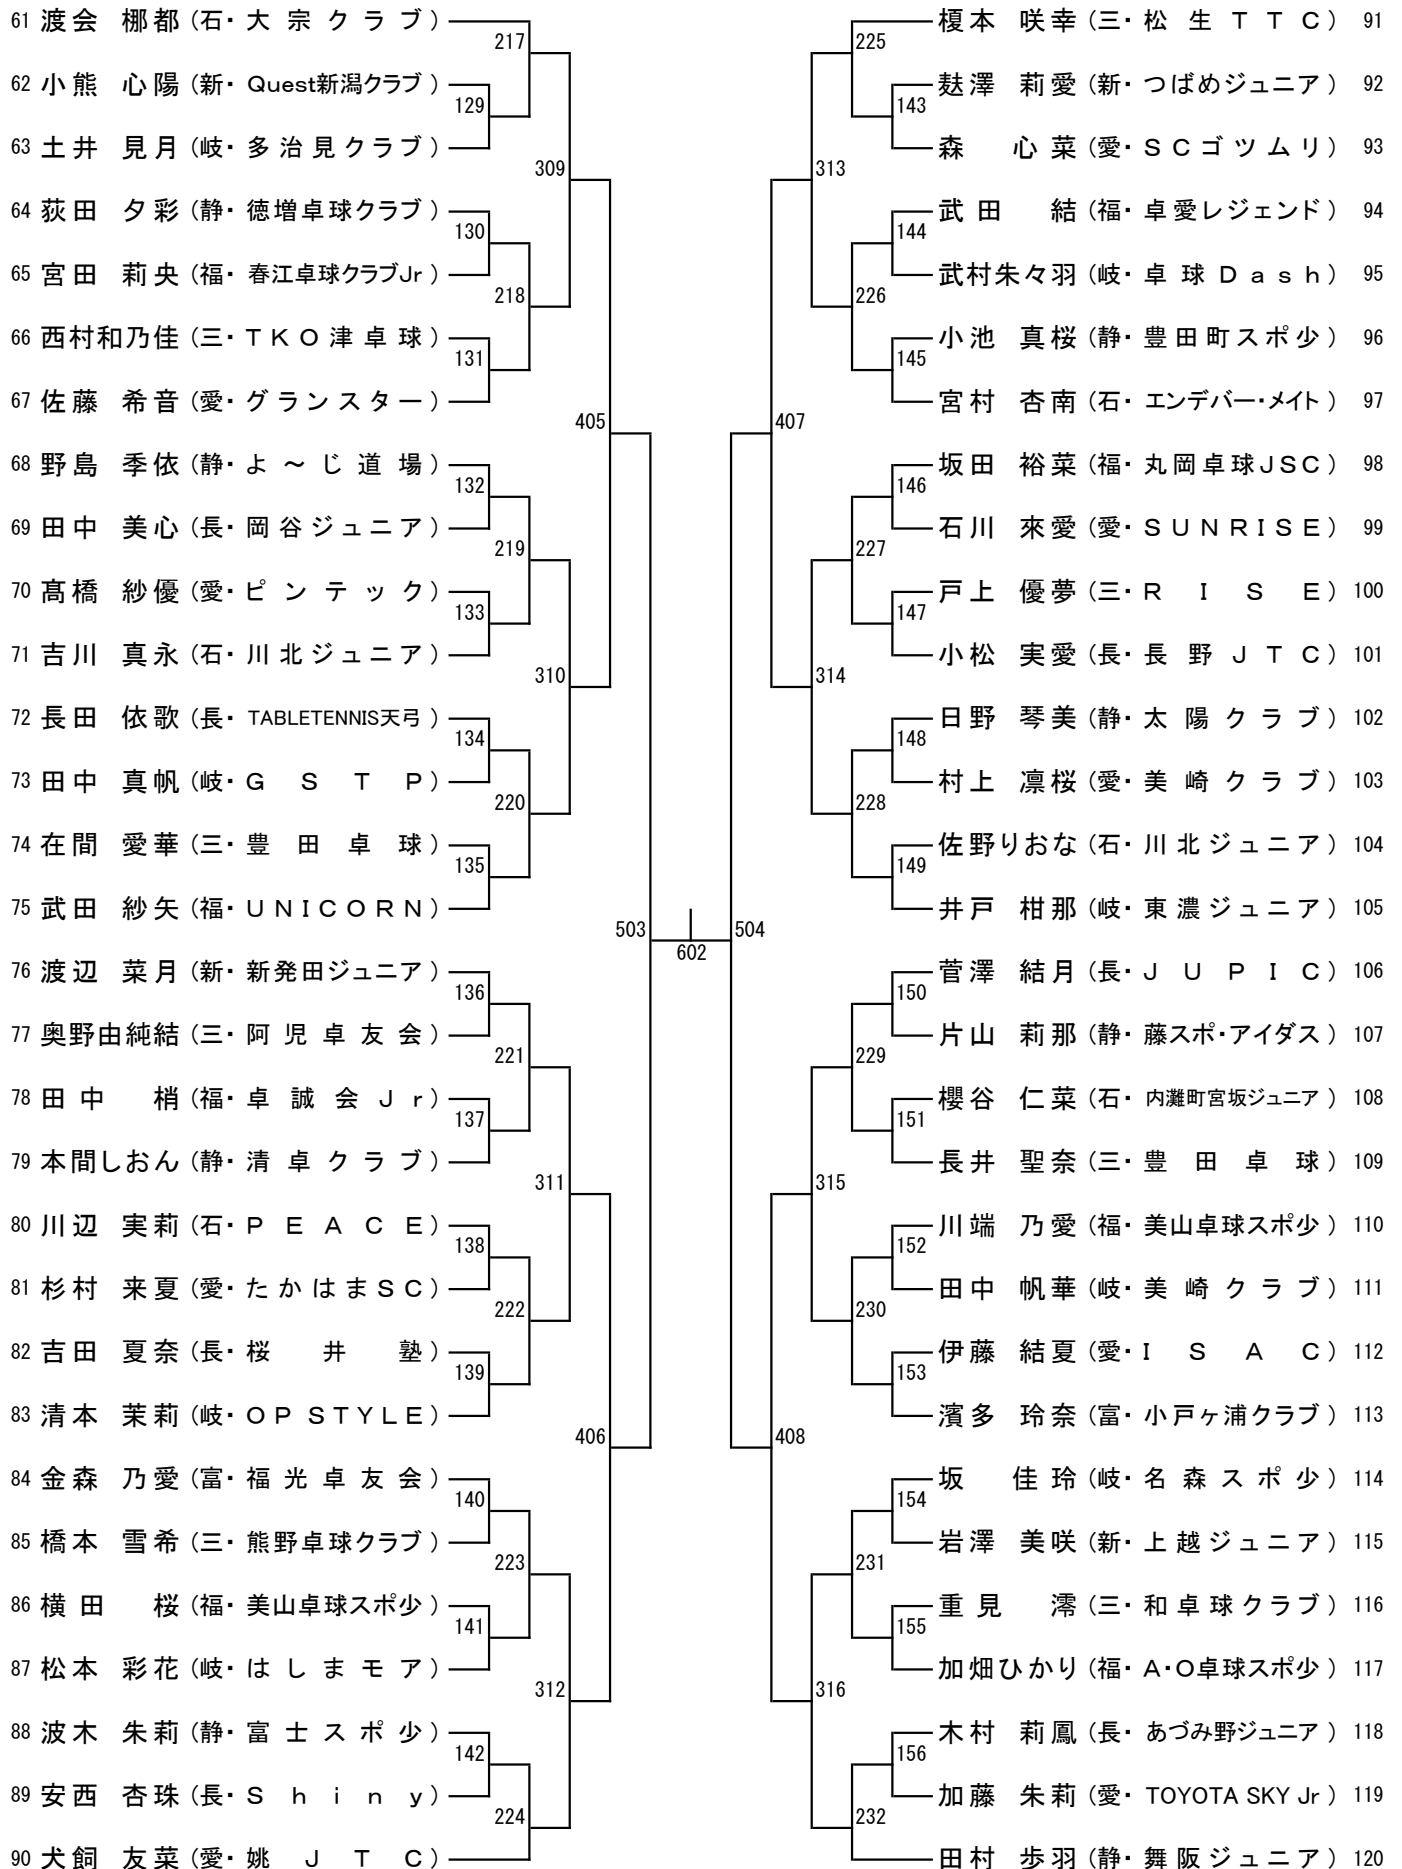 61 渡会 梛都 (石・大宗クラブ)
62 小熊 心陽 (新・Quest新潟クラブ)
63 土井 見月 (岐・多治見クラブ)
64 荻田 夕彩 (静・徳増卓球クラブ)
65 宮田 莉央 (福・春江卓球クラブJr)
66 西村和乃佳 (三・TKO津卓球)
67 佐藤 希音 (愛・グランスター)
68 野島 季依 (静・よ～じ道場)
69 田中 美心 (長・岡谷ジュニア)
70 髙橋 紗優 (愛・ピンテック)
71 吉川 真永 (石・川北ジュニア)
72 長田 依歌 (長・TABLETENNIS天弓)
73 田中 真帆 (岐・GSTP)
74 在間 愛華 (三・豊田卓球)
75 武田 紗矢 (福・UNICORN)
76 渡辺 菜月 (新・新発田ジュニア)
77 奥野由純結 (三・阿児卓友会)
78 田中 梢 (福・卓誠会Jr)
79 本間しおん (静・清卓クラブ)
80 川辺 実莉 (石・PEACE)
81 杉村 来夏 (愛・たかはまSC)
82 吉田 夏奈 (長・桜井塾)
83 清本 茉莉 (岐・OP STYLE)
84 金森 乃愛 (富・福光卓友会)
85 橋本 雪希 (三・熊野卓球クラブ)
86 横田 桜 (福・美山卓球スポ少)
87 松本 彩花 (岐・はしまモア)
88 波木 朱莉 (静・富士スポ少)
89 安西 杏珠 (長・Shiny)
90 犬飼 友菜 (愛・姚JTC)
217
129
309
130
218
131
405
132
219
133
310
134
220
135
503
136
221
137
311
138
222
139
406
140
223
141
312
142
224
602
225
143
313
144
226
145
407
146
227
147
314
148
228
149
504
150
229
151
315
152
230
153
408
154
231
155
316
156
232
榎本 咲幸 (三・松生TTC) 91
麸澤 莉愛 (新・つばめジュニア) 92
森 心菜 (愛・SCゴツムリ) 93
武田 結 (福・卓愛レジェンド) 94
武村朱々羽 (岐・卓球Dash) 95
小池 真桜 (静・豊田町スポ少) 96
宮村 杏南 (石・エンデバー・メイト) 97
坂田 裕菜 (福・丸岡卓球JSC) 98
石川 來愛 (愛・SUNRISE) 99
戸上 優夢 (三・RISE) 100
小松 実愛 (長・長野JTC) 101
日野 琴美 (静・太陽クラブ) 102
村上 凛桜 (愛・美崎クラブ) 103
佐野りおな (石・川北ジュニア) 104
井戸 柑那 (岐・東濃ジュニア) 105
菅澤 結月 (長・JUPIC) 106
片山 莉那 (静・藤スポ・アイダス) 107
櫻谷 仁菜 (石・内灘町宮坂ジュニア) 108
長井 聖奈 (三・豊田卓球) 109
川端 乃愛 (福・美山卓球スポ少) 110
田中 帆華 (岐・美崎クラブ) 111
伊藤 結夏 (愛・ISAC) 112
濱多 玲奈 (富・小戸ヶ浦クラブ) 113
坂 佳玲 (岐・名森スポ少) 114
岩澤 美咲 (新・上越ジュニア) 115
重見 澪 (三・和卓球クラブ) 116
加畑ひかり (福・A・O卓球スポ少) 117
木村 莉鳳 (長・あづみ野ジュニア) 118
加藤 朱莉 (愛・TOYOTA SKY Jr) 119
田村 歩羽 (静・舞阪ジュニア) 120